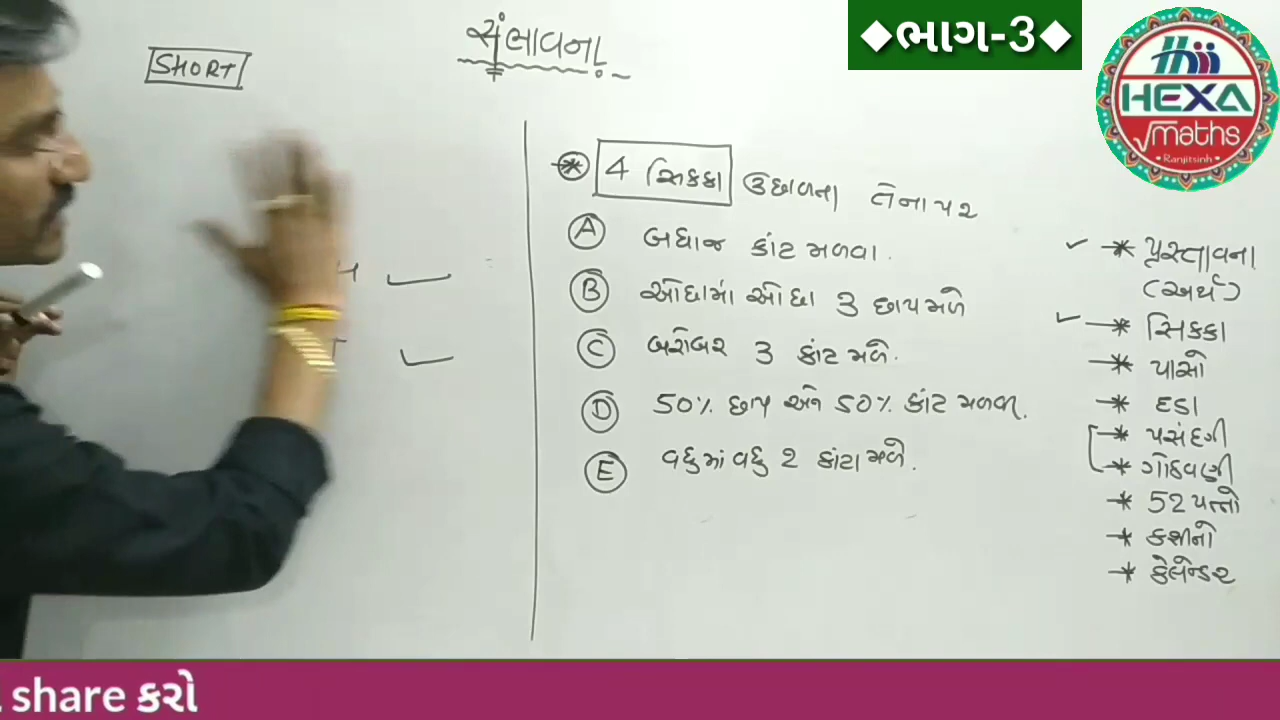 SHORT
સંભાવના
◆ભાગ-3◆
HEXA
√maths
Ranjitsinh
* 4 સિક્કા ઉછાળતા તેના પર
A બધાજ કાંટ મળવા.
B ઓછામાં ઓછા 3 છાપ મળે
C બરોબર 3 કાંટ મળે.
D 50% છાપ અને 50% કાંટ મળવા.
E વધુમાં વધુ 2 કાંટા મળે.
✓ * પ્રસ્તાવના
(અર્થ)
✓ * સિક્કા
* પાસો
* દડા
* પસંદગી
* ગોઠવણી
* 52 પત્તો
* કશીનો
* કેલેન્ડર
share કરો